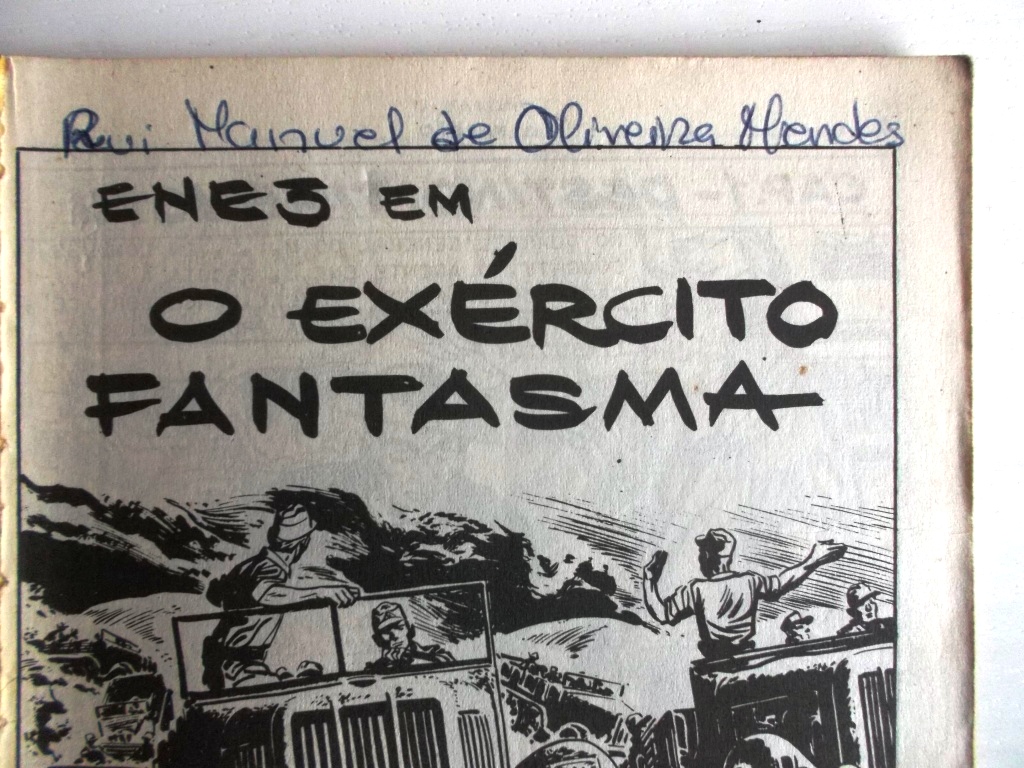 Rui Manuel de Oliveira Mendes
ENE3 EM
O EXÉRCITO
FANTASMA